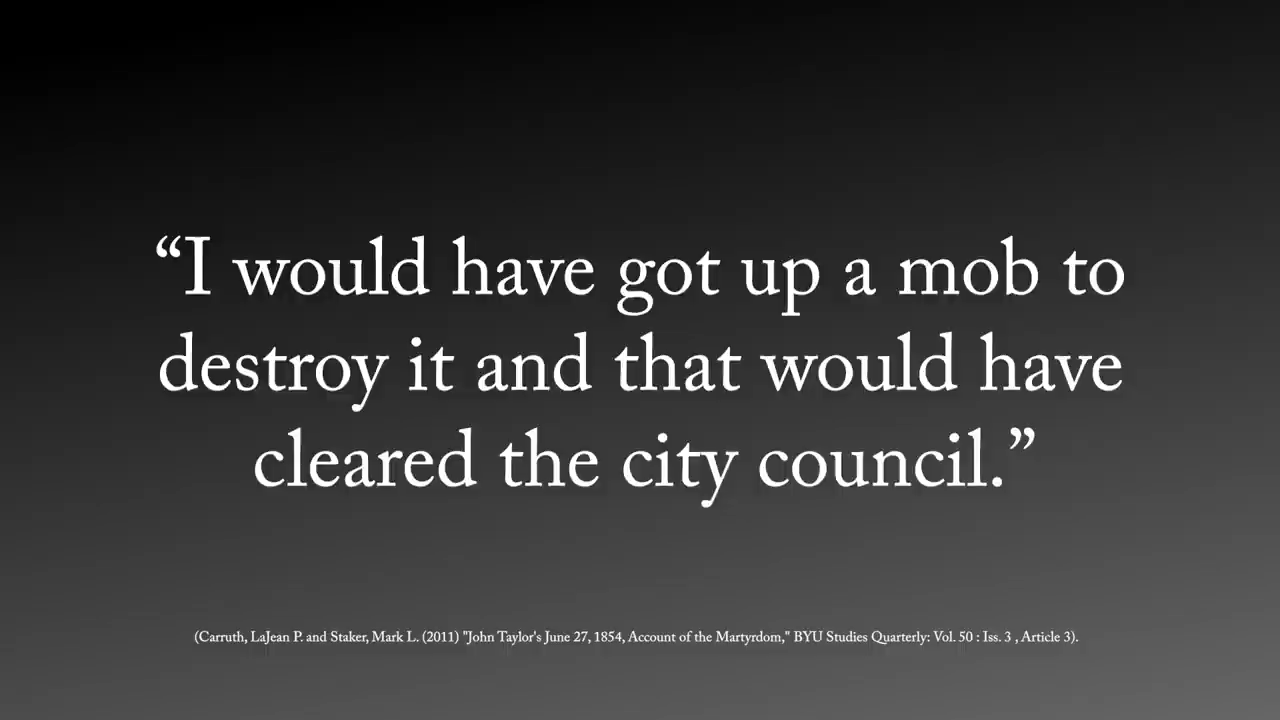 “I would have got up a mob to
destroy it and that would have
cleared the city council.”
(Carruth, LaJean P. and Staker, Mark L. (2011) "John Taylor's June 27, 1854, Account of the Martyrdom," BYU Studies Quarterly: Vol. 50 : Iss. 3 , Article 3).